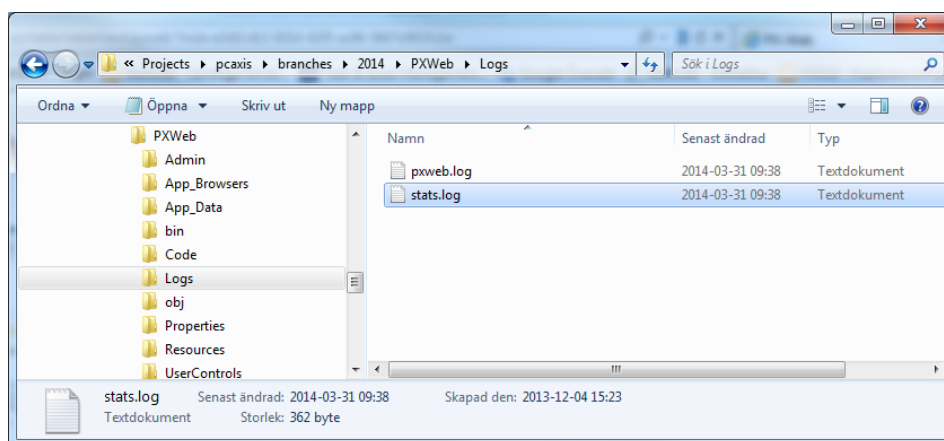 « Projects ▸ pcaxis ▸ branches ▸ 2014 ▸ PXWeb ▸ Logs
Sök i Logs
Ordna Öppna Skriv ut Ny mapp
PXWeb
Admin
App_Browsers
App_Data
bin
Code
Logs
obj
Properties
Resources
UserControls
Namn Senast ändrad Typ
pxweb.log 2014-03-31 09:38 Textdokument
stats.log 2014-03-31 09:38 Textdokument
stats.log Senast ändrad: 2014-03-31 09:38 Skapad den: 2013-12-04 15:23
Textdokument Storlek: 362 byte